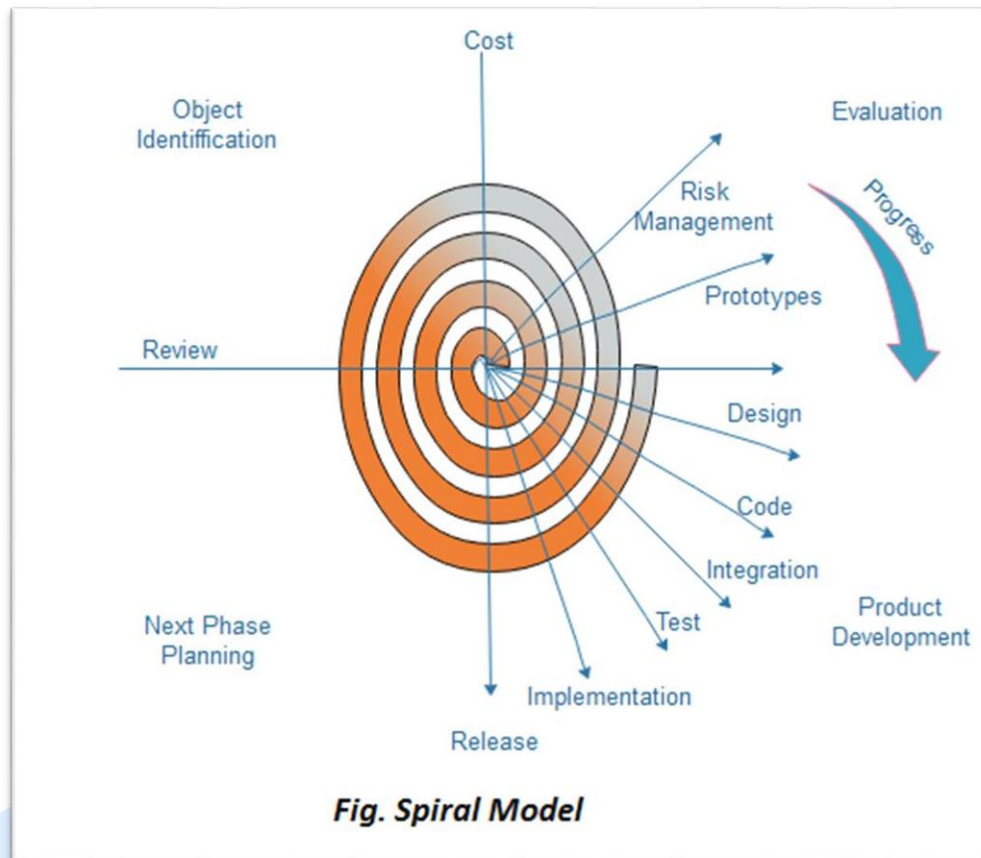 Cost
Object
Identiffication
Evaluation
Progress
Risk
Management
Prototypes
Review
Design
Code
Integration
Product
Development
Test
Next Phase
Planning
Implementation
Release
Fig. Spiral Model